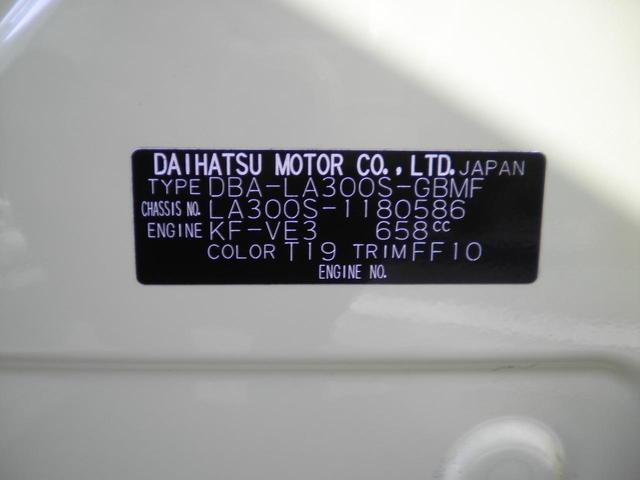 DAIHATSU MOTOR CO., LTD. JAPAN
TYPE DBA-LA300S-GBMF
CHASSIS NO. LA300S-1180586
ENGINE KF-VE3 658cc
COLOR T19 TRIM FF10
ENGINE NO.